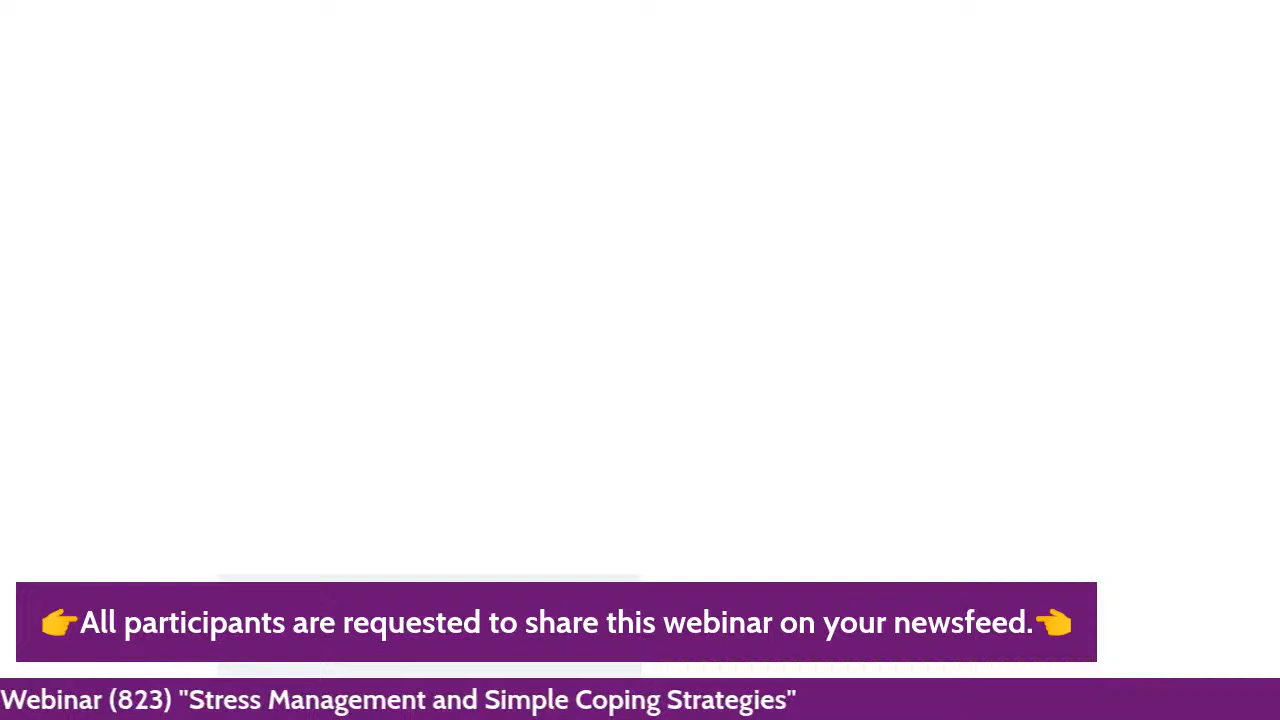 👉All participants are requested to share this webinar on your newsfeed.👈
Webinar (823) "Stress Management and Simple Coping Strategies"